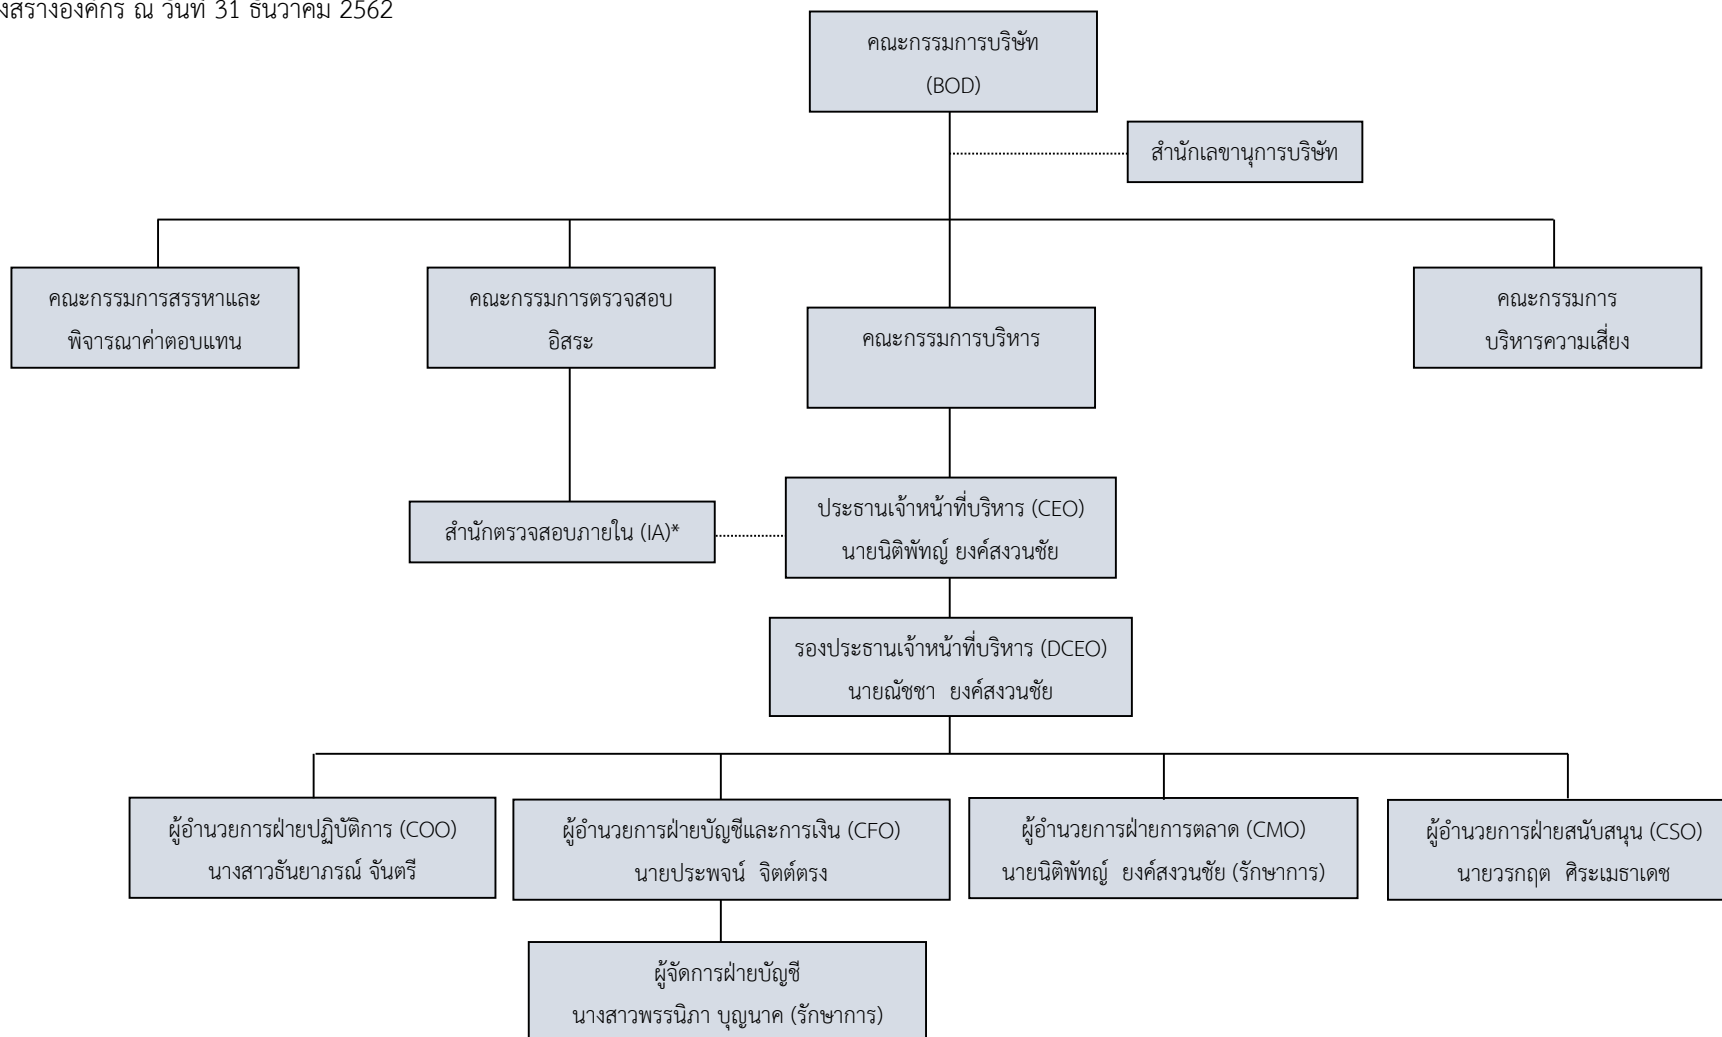 งสร้างองค์กร ณ วันที่ 31 ธันวาคม 2562
คณะกรรมการบริษัท
(BOD)
สำนักเลขานุการบริษัท
คณะกรรมการสรรหาและ
พิจารณาค่าตอบแทน
คณะกรรมการตรวจสอบ
อิสระ
คณะกรรมการบริหาร
คณะกรรมการ
บริหารความเสี่ยง
สำนักตรวจสอบภายใน (IA)*
ประธานเจ้าหน้าที่บริหาร (CEO)
นายนิติพัทญ์ ยงค์สงวนชัย
รองประธานเจ้าหน้าที่บริหาร (DCEO)
นายณัชชา ยงค์สงวนชัย
ผู้อำนวยการฝ่ายปฏิบัติการ (COO)
นางสาวธันยาภรณ์ จันตรี
ผู้อำนวยการฝ่ายบัญชีและการเงิน (CFO)
นายประพจน์ จิตต์ตรง
ผู้อำนวยการฝ่ายการตลาด (CMO)
นายนิติพัทญ์ ยงค์สงวนชัย (รักษาการ)
ผู้อำนวยการฝ่ายสนับสนุน (CSO)
นายวรกฤต ศิระเมธาเดช
ผู้จัดการฝ่ายบัญชี
นางสาวพรรนิภา บุญนาค (รักษาการ)